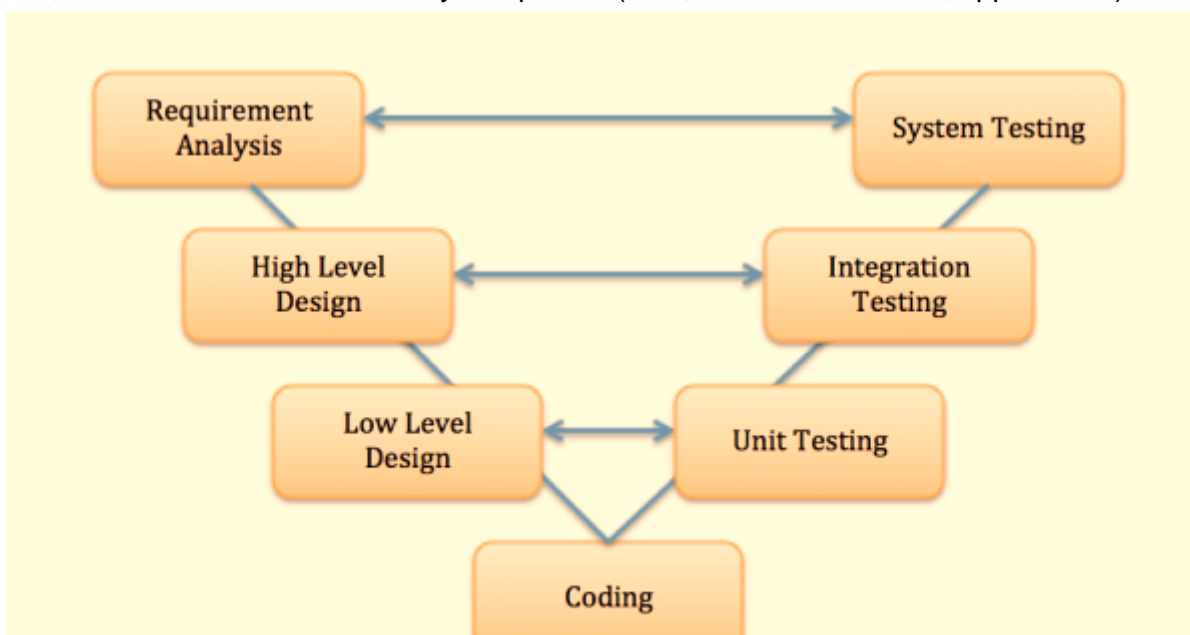 Requirement
Analysis
System Testing
High Level
Design
Integration
Testing
Low Level
Design
Unit Testing
Coding